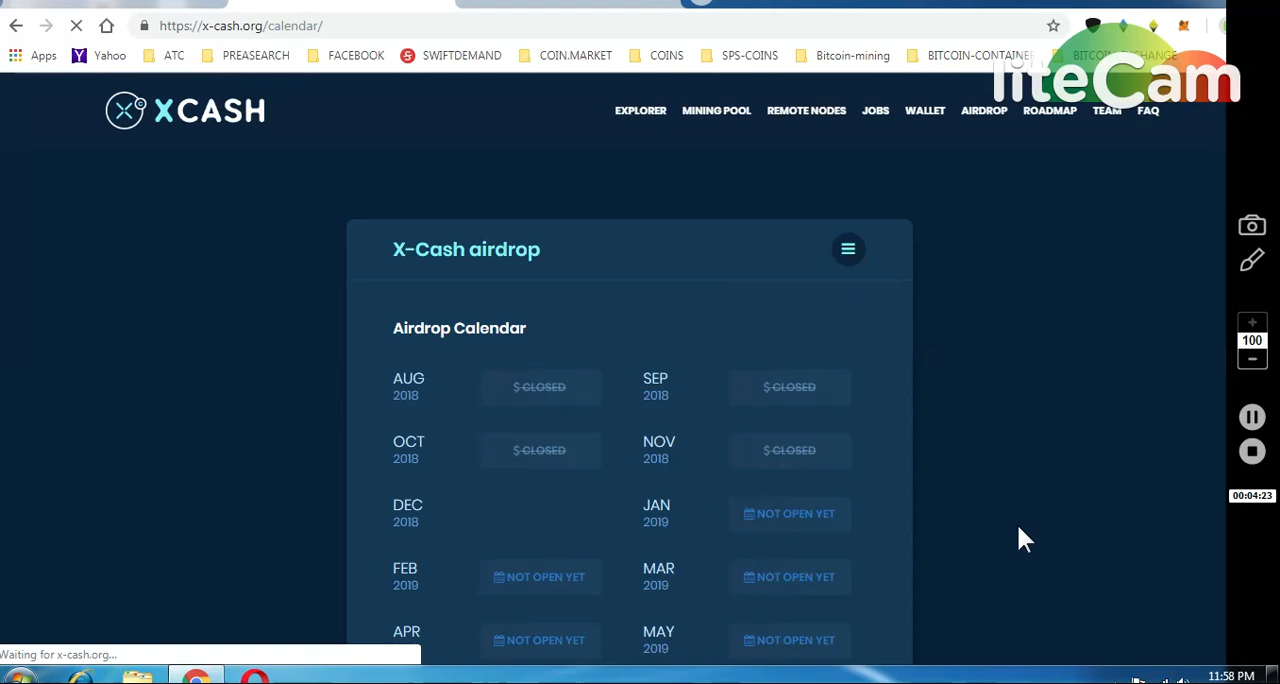 https://x-cash.org/calendar/
Apps Yahoo ATC PREASEARCH FACEBOOK SWIFTDEMAND COIN.MARKET COINS SPS-COINS Bitcoin-mining BITCOIN-CONTAINE BITCOIN-EXCHANGE
liteCam
XCASH
EXPLORER MINING POOL REMOTE NODES JOBS WALLET AIRDROP ROADMAP TEAM FAQ
X-Cash airdrop
Airdrop Calendar
AUG
2018
$ CLOSED
SEP
2018
$ CLOSED
OCT
2018
$ CLOSED
NOV
2018
$ CLOSED
DEC
2018
JAN
2019
NOT OPEN YET
FEB
2019
NOT OPEN YET
MAR
2019
NOT OPEN YET
APR
NOT OPEN YET
MAY
2019
NOT OPEN YET
100
00:04:23
Waiting for x-cash.org...
11:58 PM